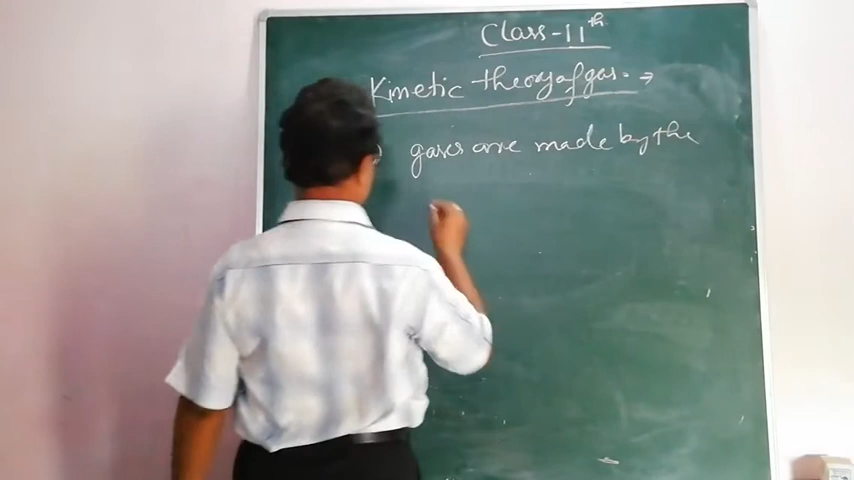 Class-11th
Kinetic theory of gas. →
gases are made by the